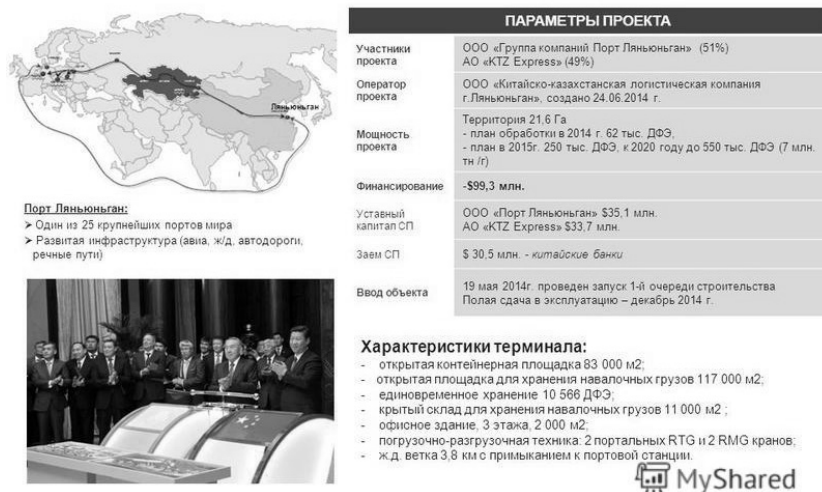 Ляньюньган
Порт Ляньюньган:
➢ Один из 25 крупнейших портов мира
➢ Развитая инфраструктура (авиа, ж/д, автодороги,
речные пути)
ПАРАМЕТРЫ ПРОЕКТА
Участники
проекта
ООО «Группа компаний Порт Ляньюньган» (51%)
АО «KTZ Express» (49%)
Оператор
проекта
ООО «Китайско-казахстанская логистическая компания
г.Ляньюньган», создано 24.06.2014 г.
Мощность
проекта
Территория 21,6 Га
- план обработки в 2014 г. 62 тыс. ДФЭ,
- план в 2015г. 250 тыс. ДФЭ, к 2020 году до 550 тыс. ДФЭ (7 млн.
тн /г)
Финансирование
-$99,3 млн.
Уставный
капитал СП
ООО «Порт Ляньюньган» $35,1 млн.
АО «KTZ Express» $33,7 млн.
Заем СП
$ 30,5 млн. - китайские банки
Ввод объекта
19 мая 2014г. проведен запуск 1-й очереди строительства
Полая сдача в эксплуатацию – декабрь 2014 г.
Характеристики терминала:
- открытая контейнерная площадка 83 000 м2;
- открытая площадка для хранения навалочных грузов 117 000 м2;
- единовременное хранение 10 566 ДФЭ;
- крытый склад для хранения навалочных грузов 11 000 м2 ;
- офисное здание, 3 этажа, 2 000 м2;
- погрузочно-разгрузочная техника: 2 портальных RTG и 2 RMG кранов;
- ж.д. ветка 3,8 км с примыканием к портовой станции.
MyShared